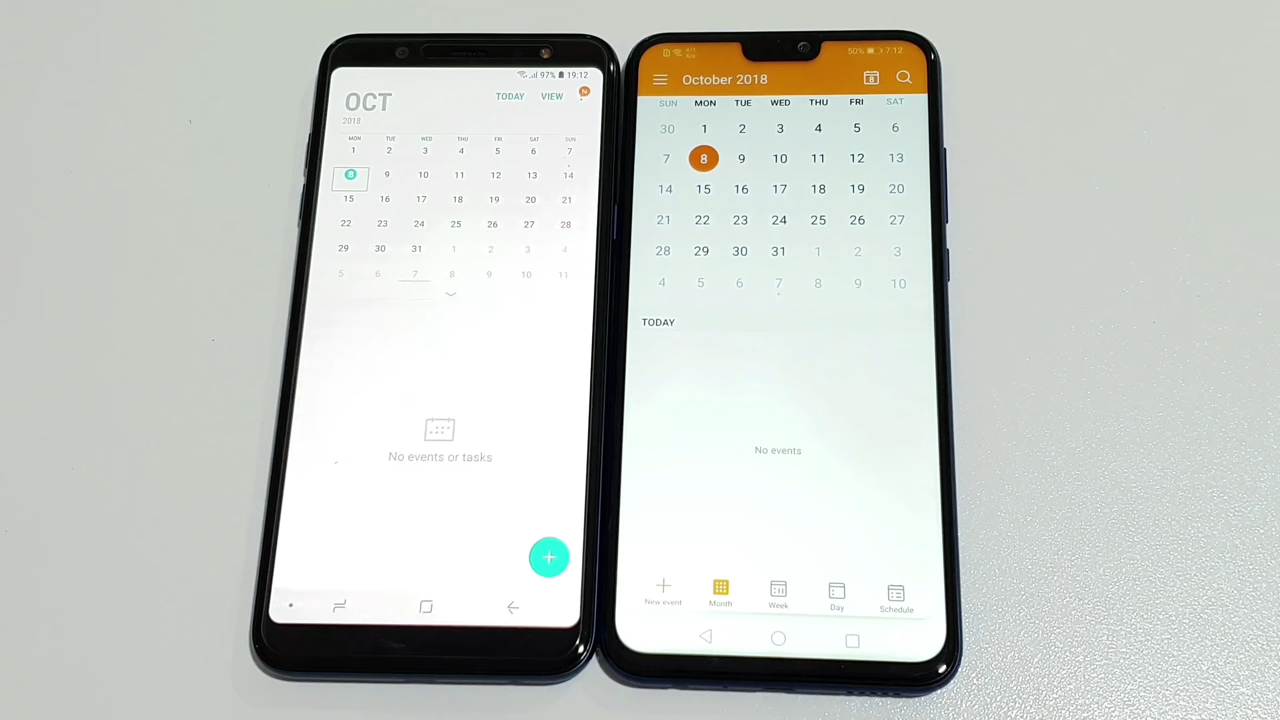 97% 19:12
OCT
2018
TODAY VIEW N
MON TUE WED THU FRI SAT SUN
1 2 3 4 5 6 7
8 9 10 11 12 13 14
15 16 17 18 19 20 21
22 23 24 25 26 27 28
29 30 31 1 2 3 4
5 6 7 8 9 10 11
No events or tasks
50% 7:12
October 2018
8
SUN MON TUE WED THU FRI SAT
30 1 2 3 4 5 6
7 8 9 10 11 12 13
14 15 16 17 18 19 20
21 22 23 24 25 26 27
28 29 30 31 1 2 3
4 5 6 7 8 9 10
TODAY
No events
New event Month Week Day Schedule